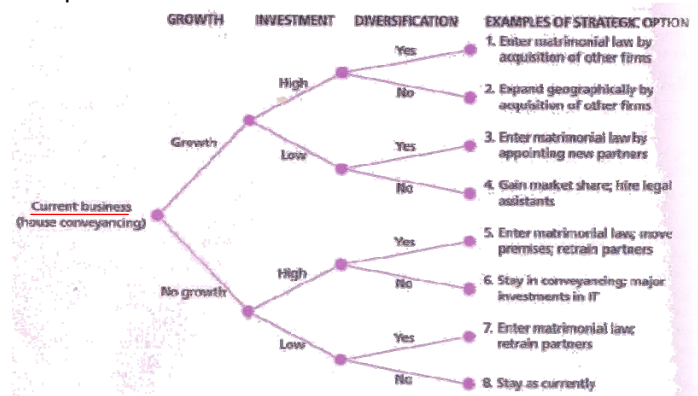 GROWTH INVESTMENT DIVERSIFICATION EXAMPLES OF STRATEGIC OPTION
Yes
1. Enter matrimonial law by
acquisition of other firms
High
No
2. Expand geographically by
acquisition of other firms
Growth
Yes
3. Enter matrimonial law by
appointing new partners
Low
No
4. Gain market share; hire legal
assistants
Current business
(house conveyancing)
Yes
5. Enter matrimonial law; move
premises; retrain partners
High
No
6. Stay in conveyancing; major
investments in IT
No growth
Yes
7. Enter matrimonial law;
retrain partners
Low
No
8. Stay as currently